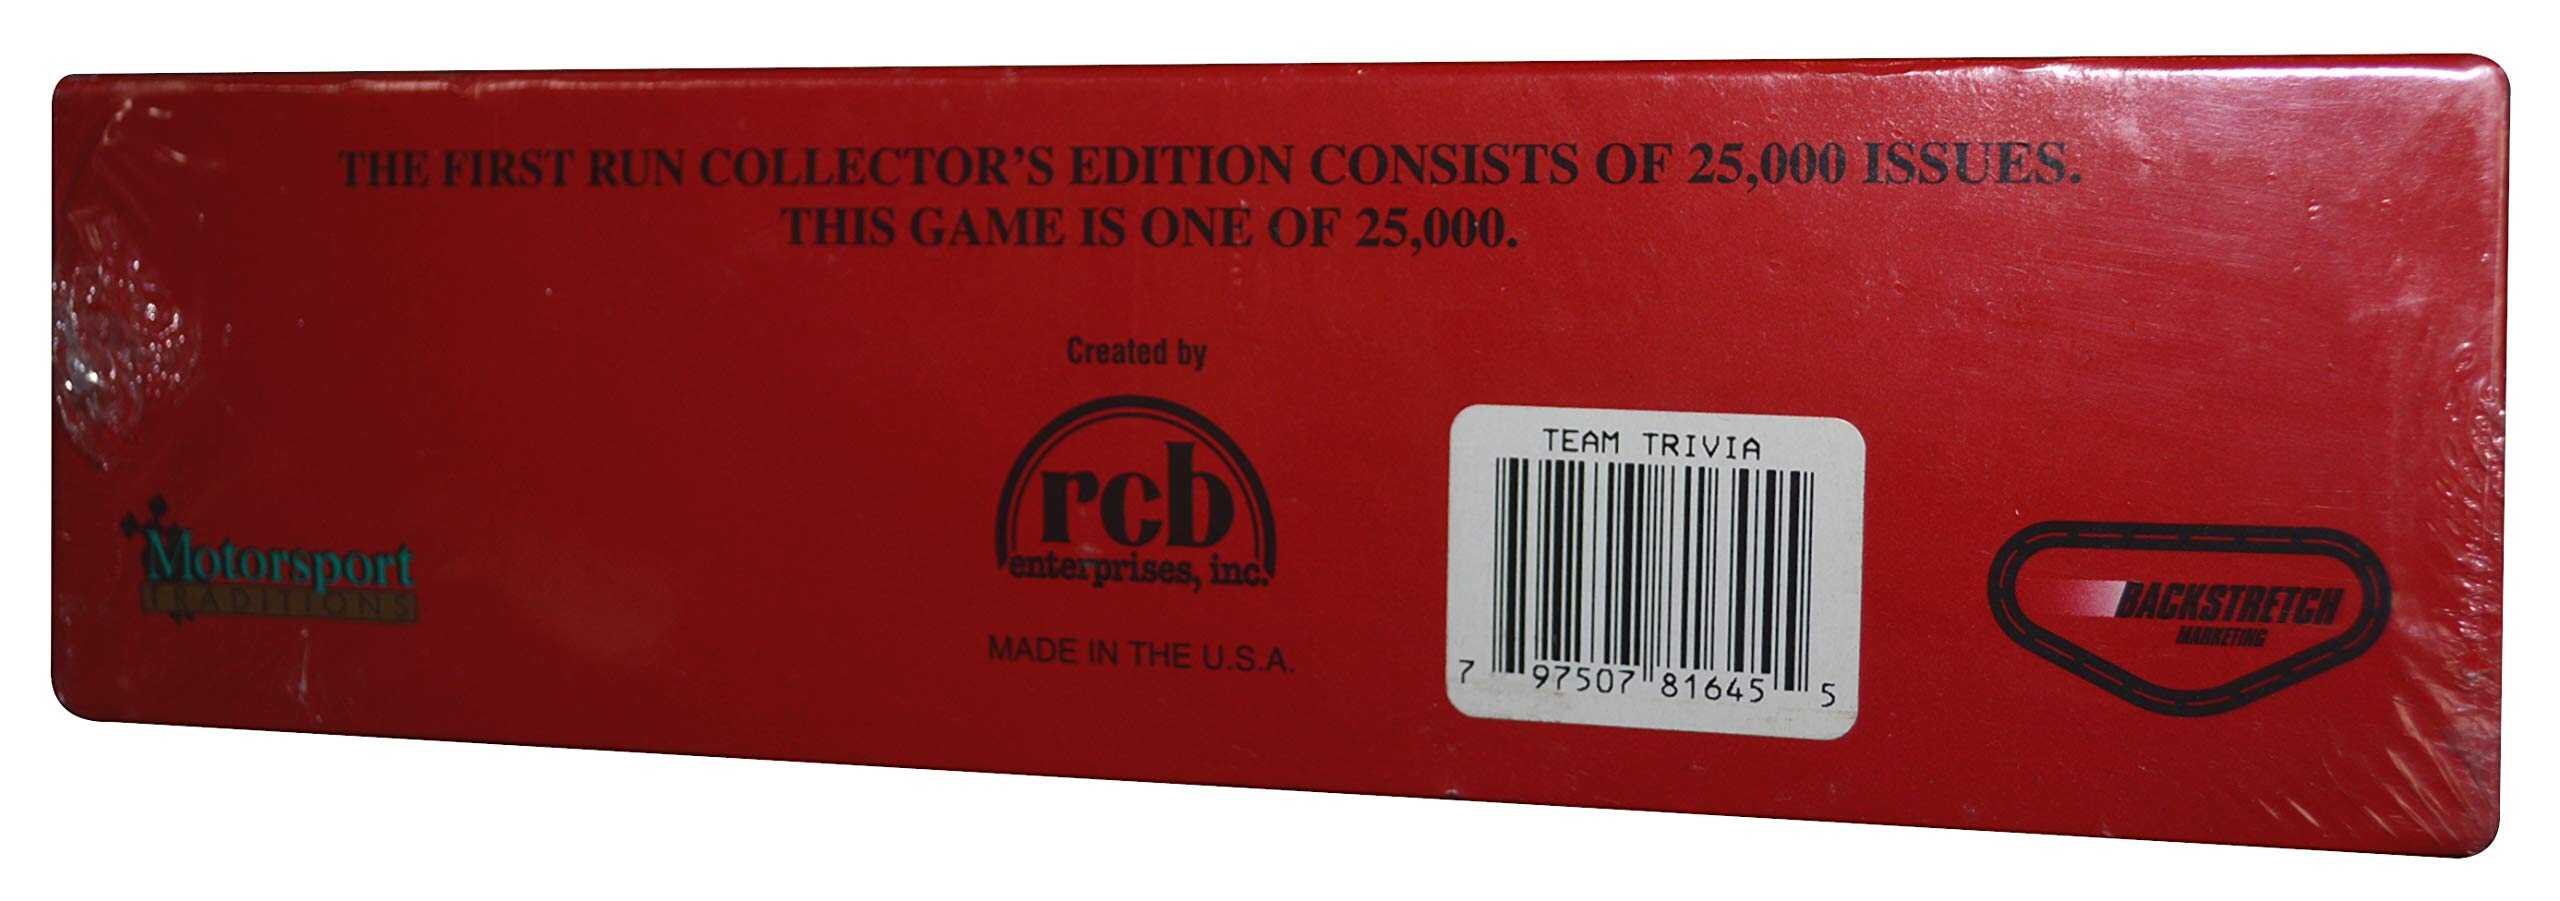 THE FIRST RUN COLLECTOR'S EDITION CONSISTS OF 25,000 ISSUES.
THIS GAME IS ONE OF 25,000.
Created by
rcb
enterprises, inc.
MADE IN THE U.S.A.
Motorsport
TRADITIONS
TEAM TRIVIA
7 97507 81645 5
BACKSTRETCH
MARKETING